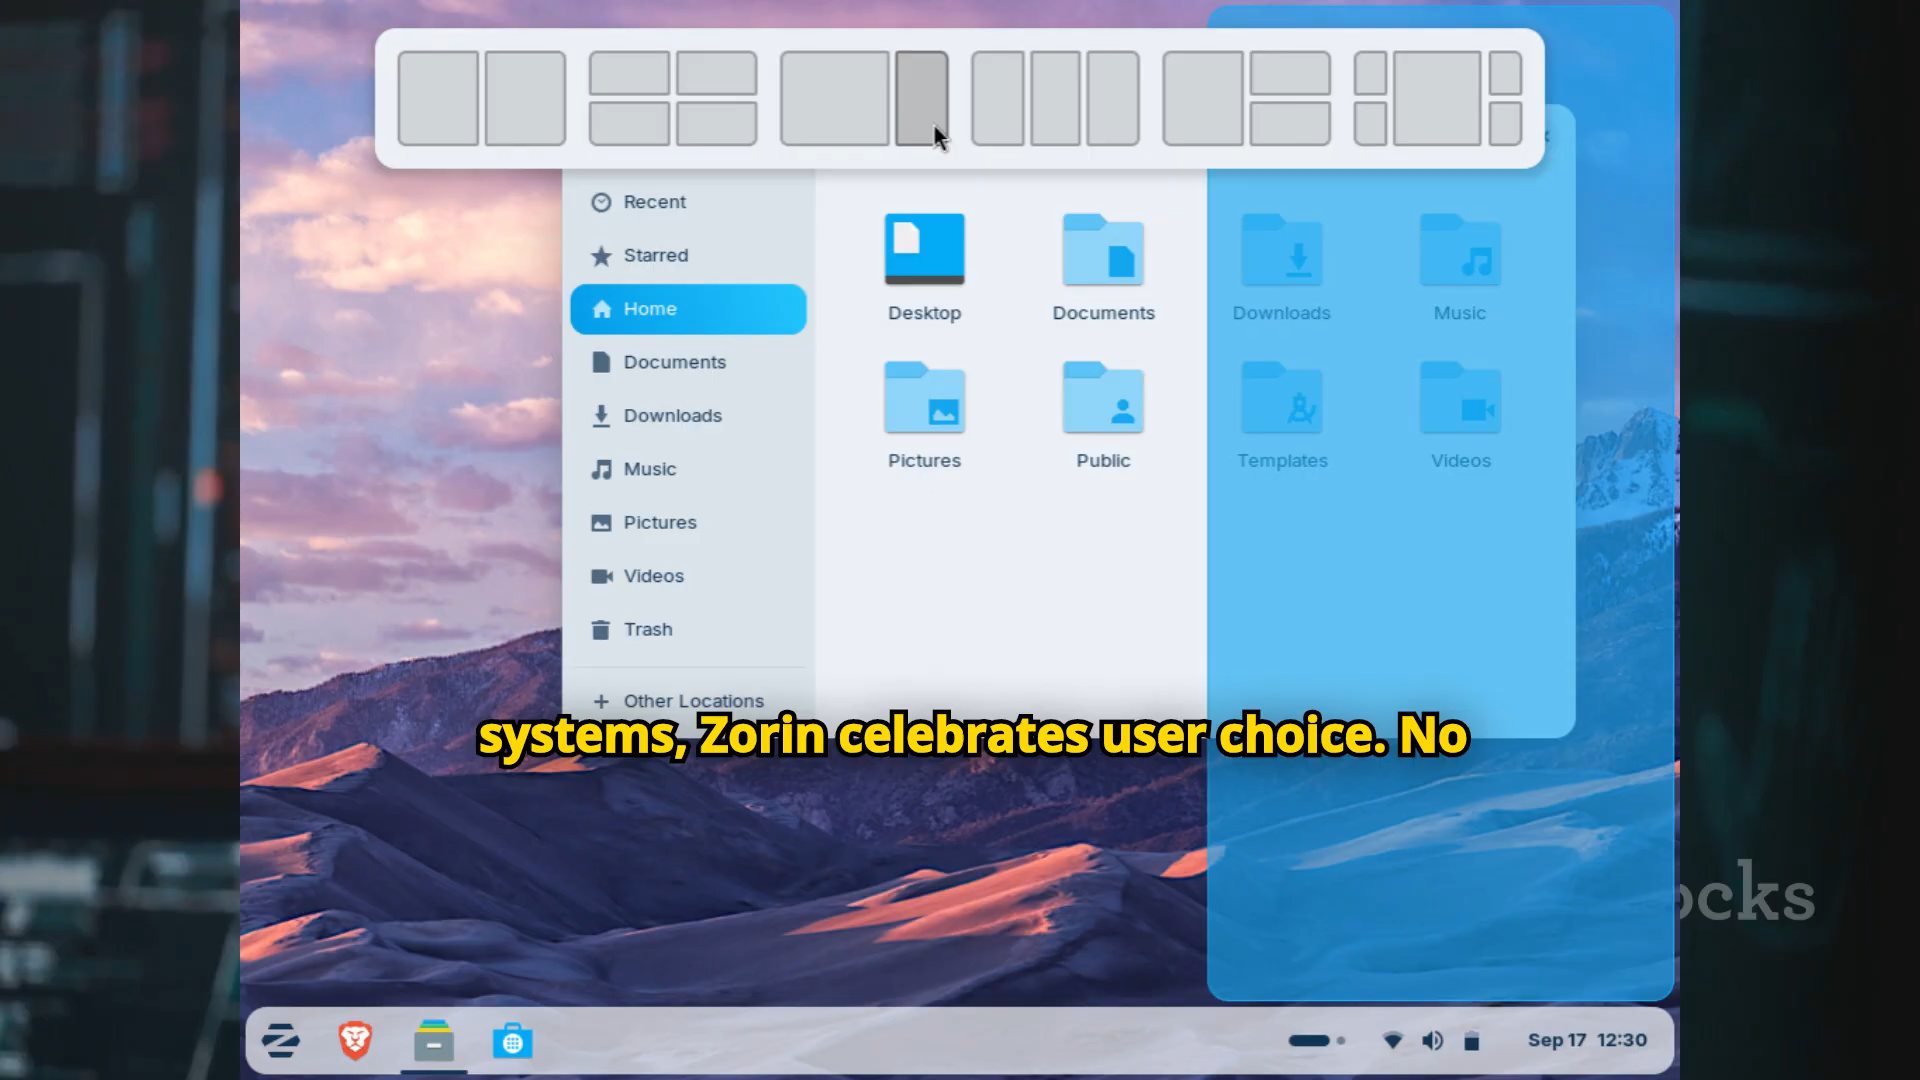 Recent
Starred
Home
Documents
Downloads
Music
Pictures
Videos
Trash
Other Locations
Desktop
Documents
Downloads
Music
Pictures
Public
Templates
Videos
systems, Zorin celebrates user choice. No
ocks
Sep 17 12:30